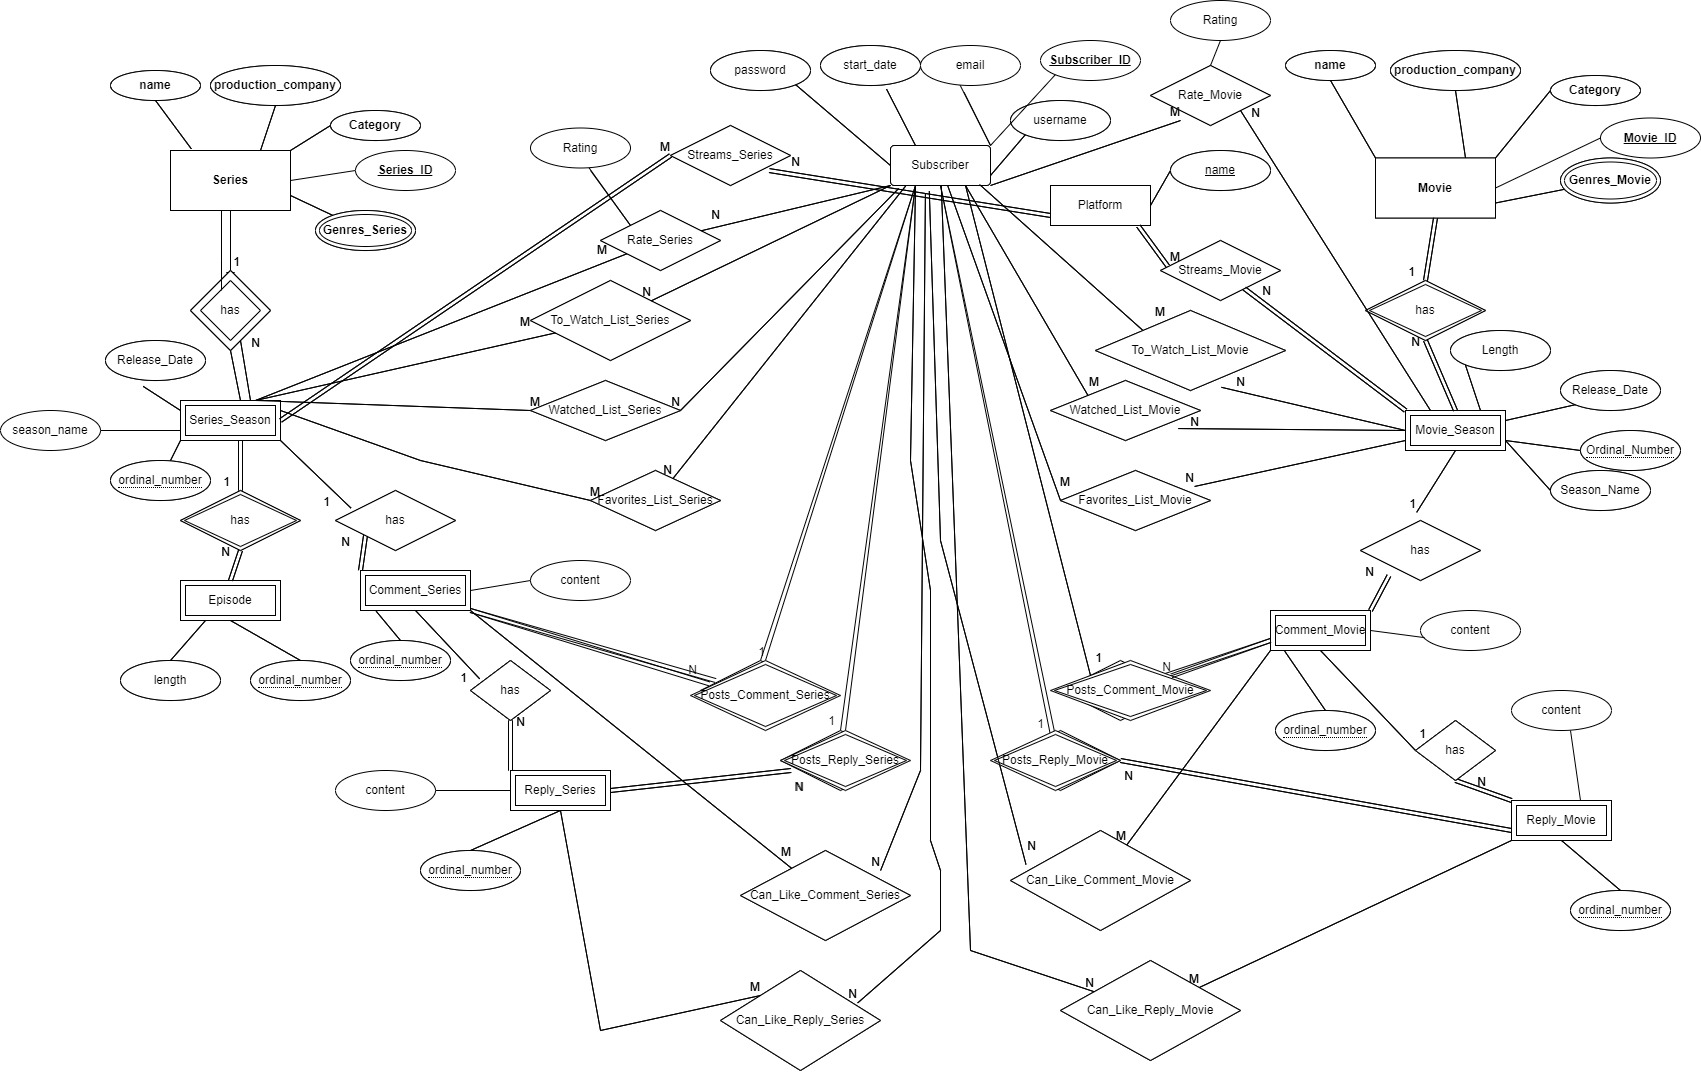 Rating
password
start_date
email
Subscriber_ID
name
production_company
Category
name
production_company
Category
Rate_Movie
M
N
username
Movie_ID
Series
Series_ID
Genres_Series
Rating
M
Streams_Series
N
Subscriber
name
Movie
Genres_Movie
Platform
N
Rate_Series
M
1
M
Streams_Movie
N
1
has
N
N
To_Watch_List_Series
M
M
To_Watch_List_Movie
N
has
N
Length
Release_Date
season_name
Series_Season
ordinal_number
M
Watched_List_Series
N
M
Watched_List_Movie
N
Movie_Season
Release_Date
Ordinal_Number
Season_Name
1
has
N
1
has
N
N
M
Favorites_List_Series
M
Favorites_List_Movie
N
1
has
N
Episode
length
ordinal_number
Comment_Series
content
ordinal_number
1
has
N
1
N
Posts_Comment_Series
1
Posts_Reply_Series
N
1
N
Posts_Comment_Movie
1
Posts_Reply_Movie
N
Comment_Movie
content
ordinal_number
1
has
N
content
content
Reply_Series
ordinal_number
Reply_Movie
ordinal_number
M
N
Can_Like_Comment_Series
N
M
Can_Like_Comment_Movie
M
N
Can_Like_Reply_Series
N
M
Can_Like_Reply_Movie